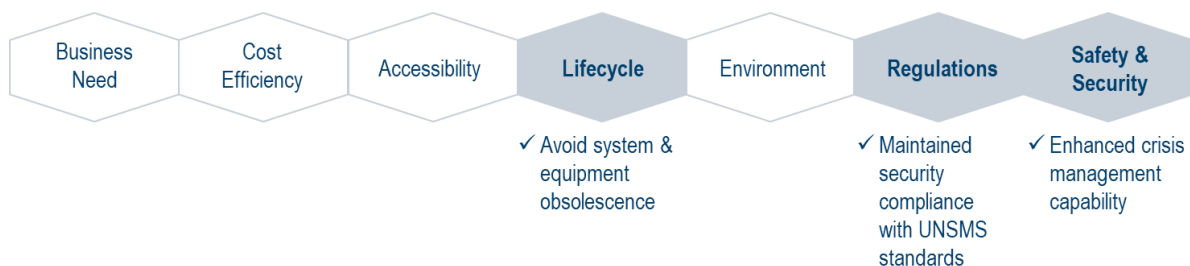 Business
Need
Cost
Efficiency
Accessibility
Lifecycle
Environment
Regulations
Safety &
Security
✓ Avoid system &
equipment
obsolescence
✓ Maintained
security
compliance
with UNSMS
standards
✓ Enhanced crisis
management
capability